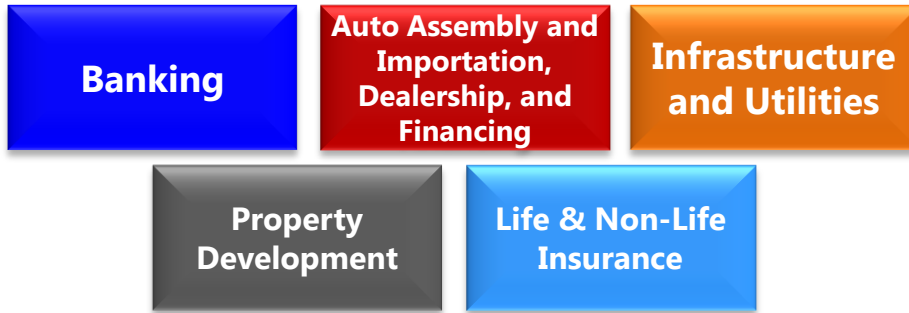 Banking
Auto Assembly and
Importation,
Dealership, and
Financing
Infrastructure
and Utilities
Property
Development
Life & Non-Life
Insurance